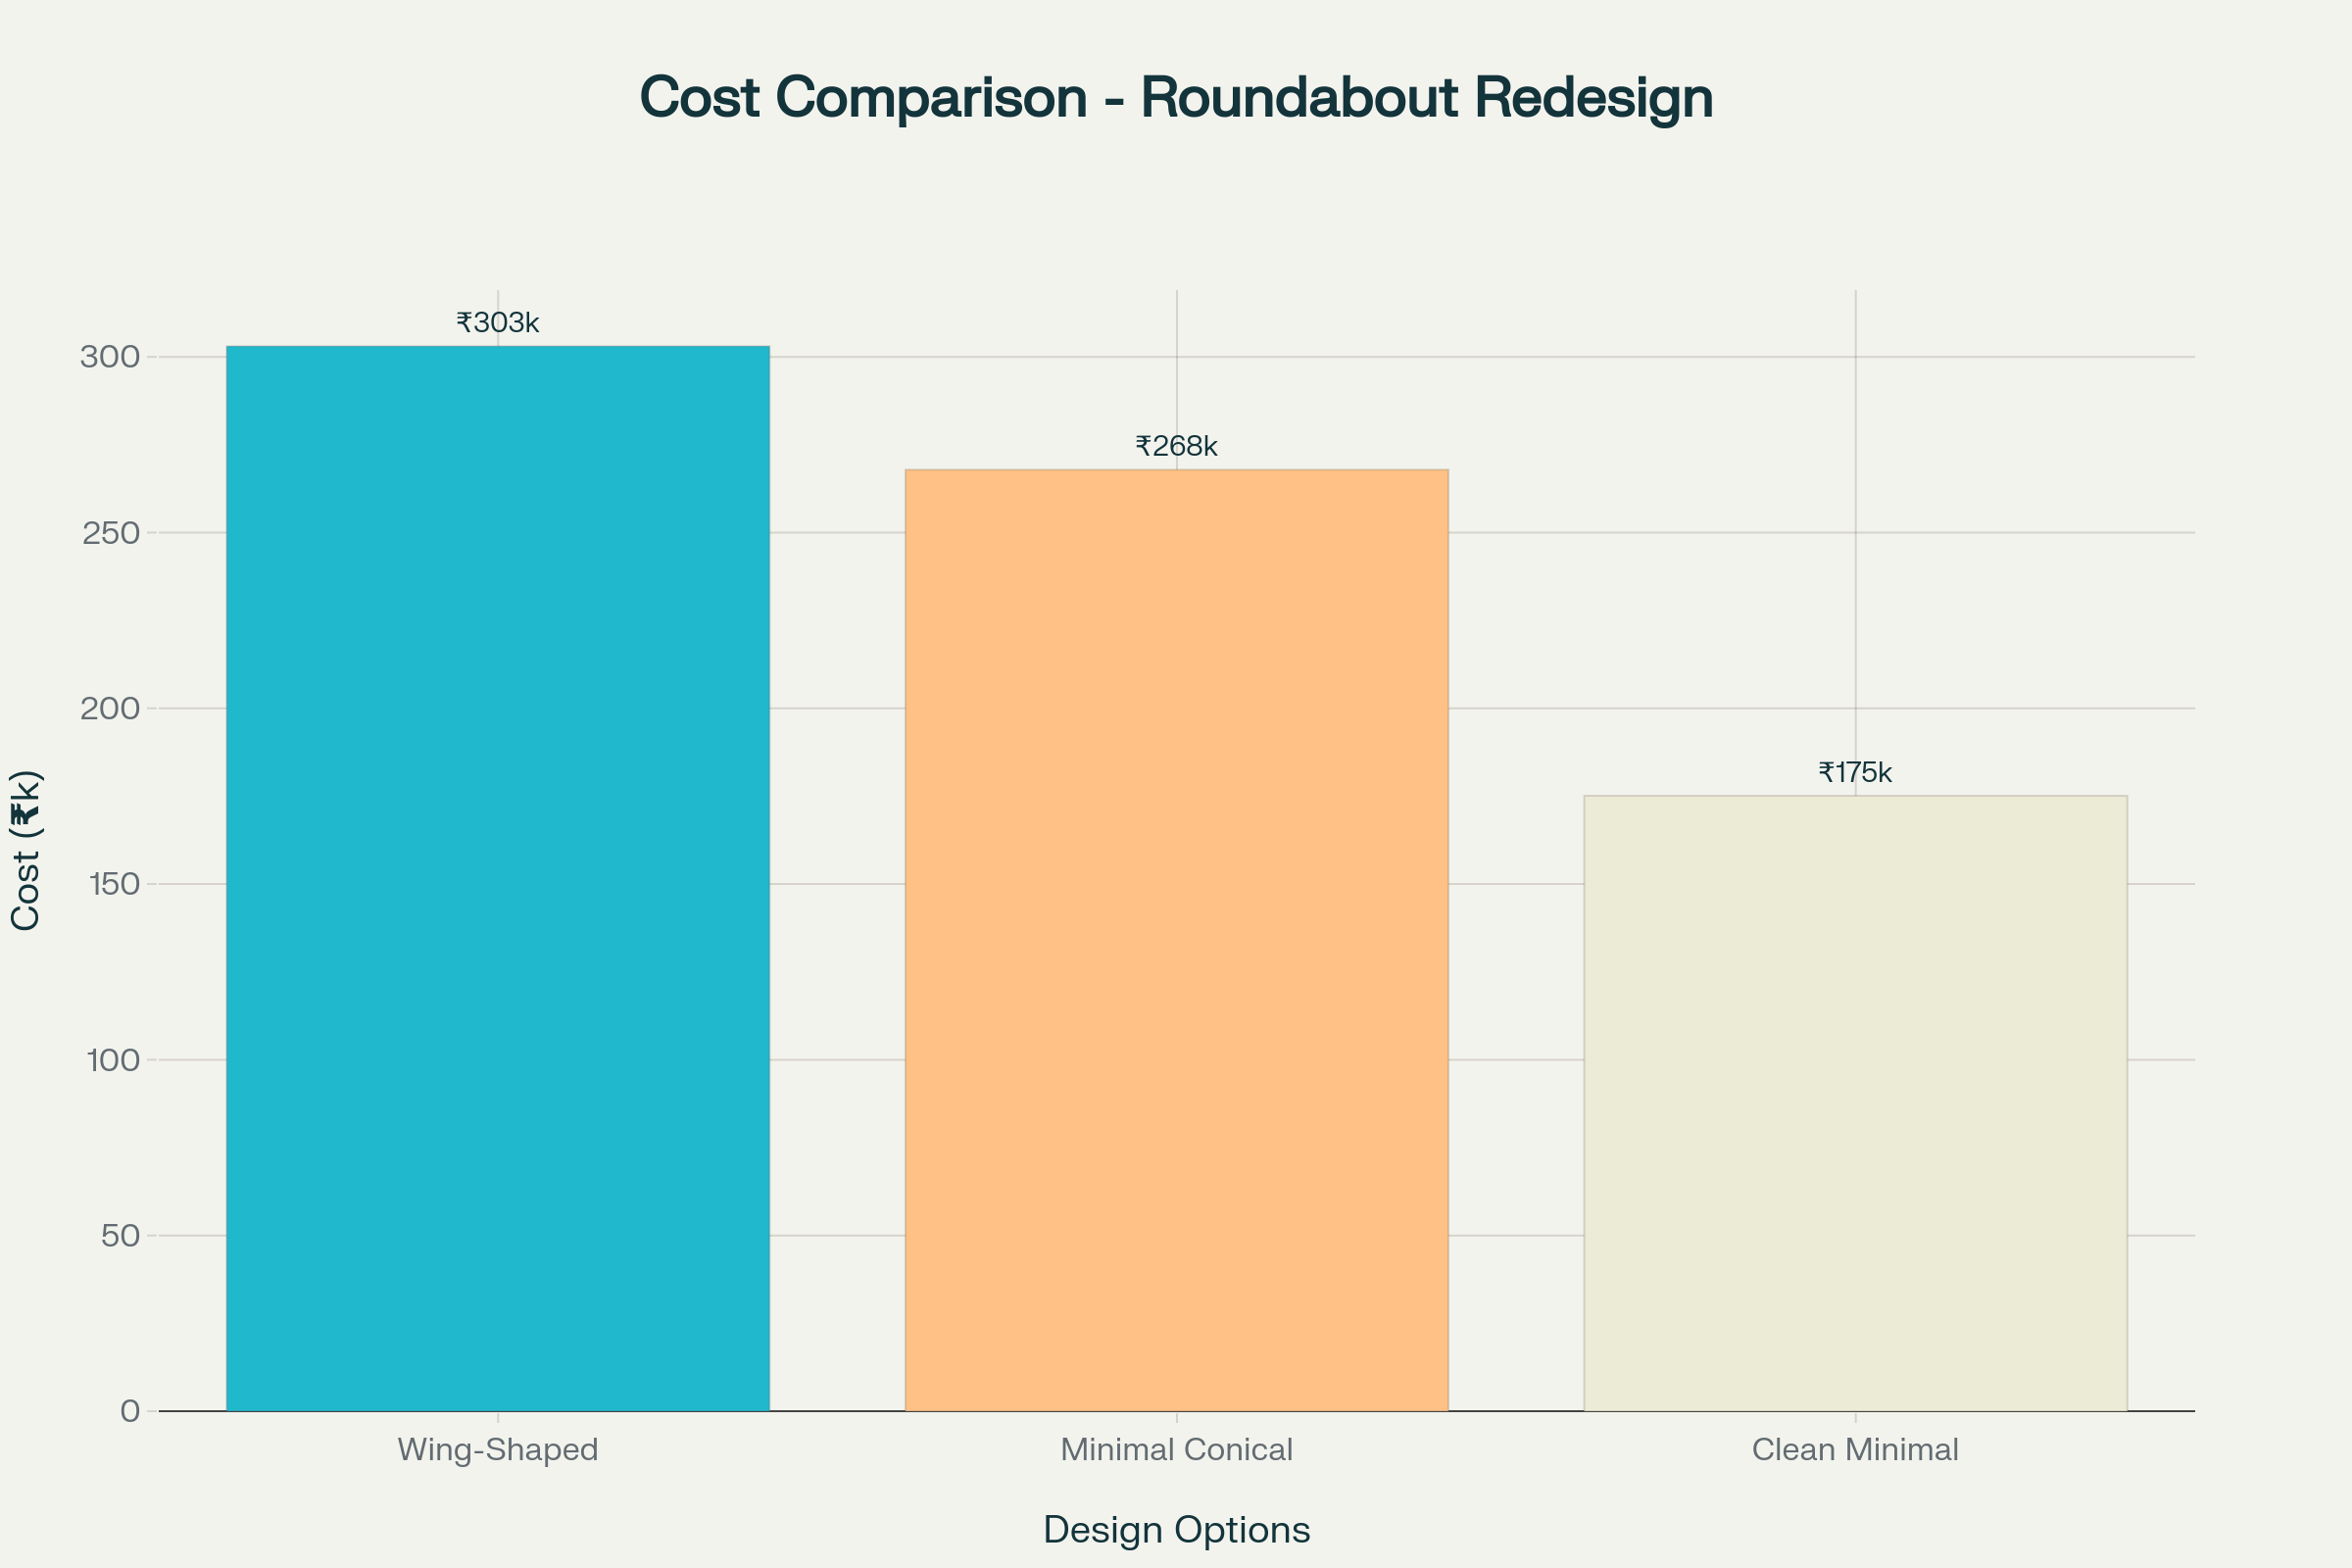 Cost Comparison - Roundabout Redesign
₹303k
₹268k
₹175k
300
250
200
150
100
50
0
Cost (₹k)
Wing-Shaped
Minimal Conical
Clean Minimal
Design Options